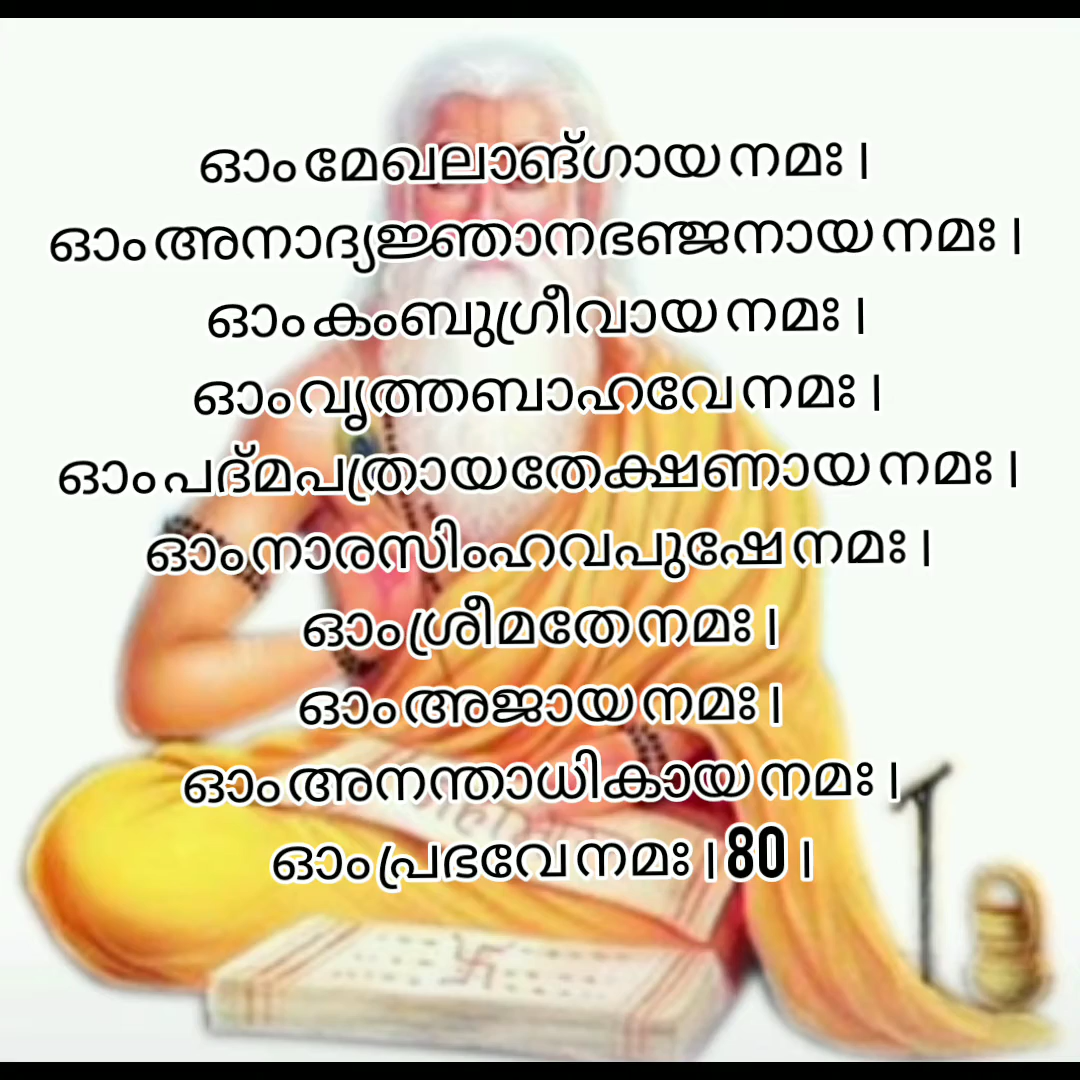 ഓം മേഖലാങ്ഗായ നമഃ ।
ഓം അനാദ്യജ്ഞാനഭഞ്ജനായ നമഃ ।
ഓം കംബുഗ്രീവായ നമഃ ।
ഓം വൃത്തബാഹവേ നമഃ ।
ഓം പദ്മപത്രായതേക്ഷണായ നമഃ ।
ഓം നാരസിംഹവപുഷേ നമഃ ।
ഓം ശ്രീമതേ നമഃ ।
ഓം അജായ നമഃ ।
ഓം അനന്താധികായ നമഃ ।
ഓം പ്രഭവേ നമഃ । 80 ।